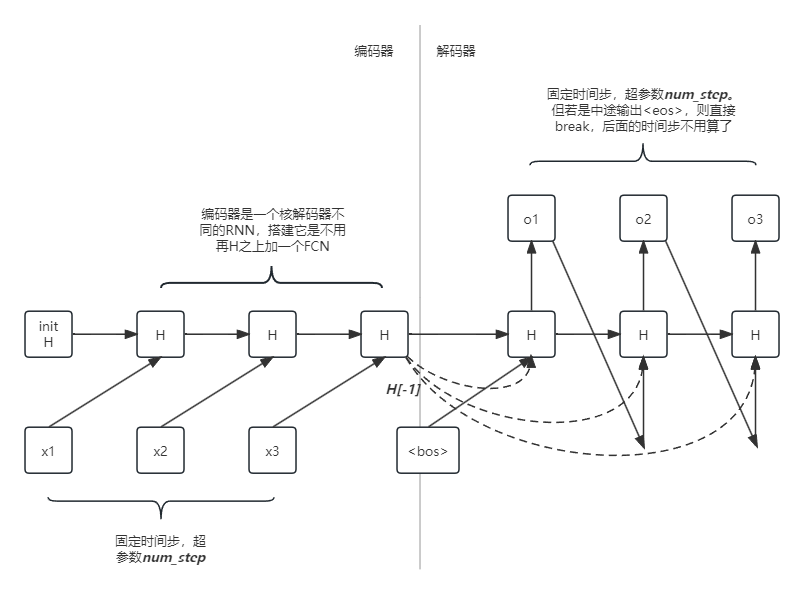 编码器
解码器
固定时间步，超参数num_step。
但若是中途输出<eos>，则直接
break，后面的时间步不用算了
编码器是一个核解码器不
同的RNN，搭建它是不用
再H之上加一个FCN
o1
o2
o3
init
H
H
H
H
H
H
H
H[-1]
x1
x2
x3
<bos>
固定时间步，超
参数num_step